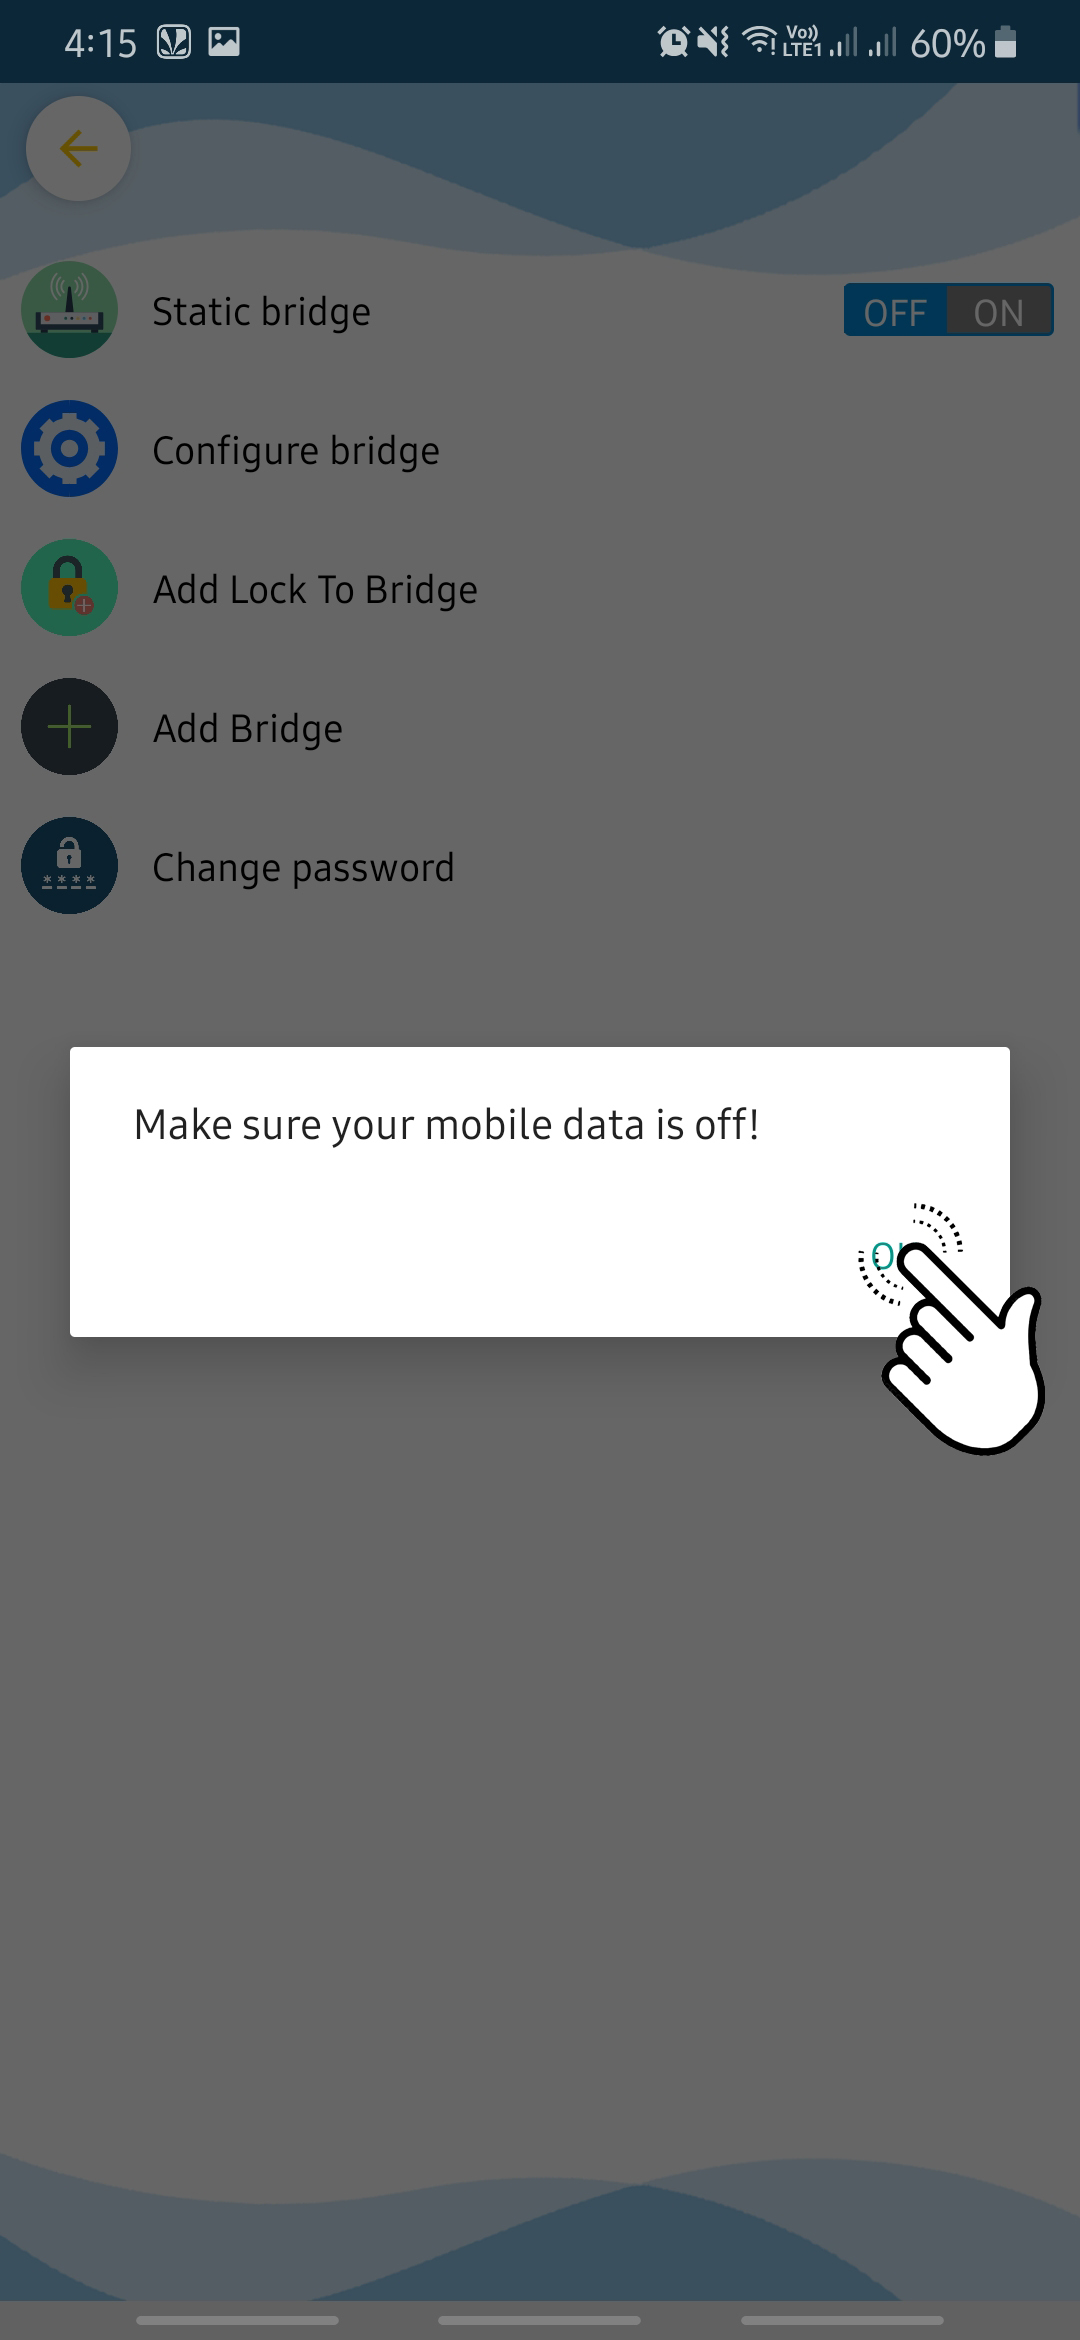 4:15 Vo)) LTE1 60%
Static bridge OFF ON
Configure bridge
Add Lock To Bridge
Add Bridge
* * * *
Change password
Make sure your mobile data is off!